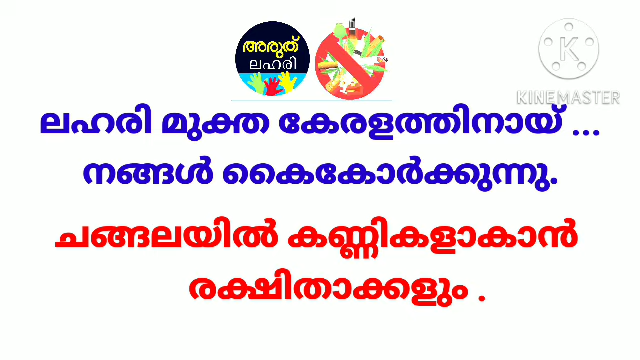 അരുത്
ലഹരി
KINEMASTER
ലഹരി മുക്ത കേരളത്തിനായ് ...
നങ്ങൾ കൈകോർക്കുന്നു.
ചങ്ങലയിൽ കണ്ണികളാകാൻ
രക്ഷിതാക്കളും .